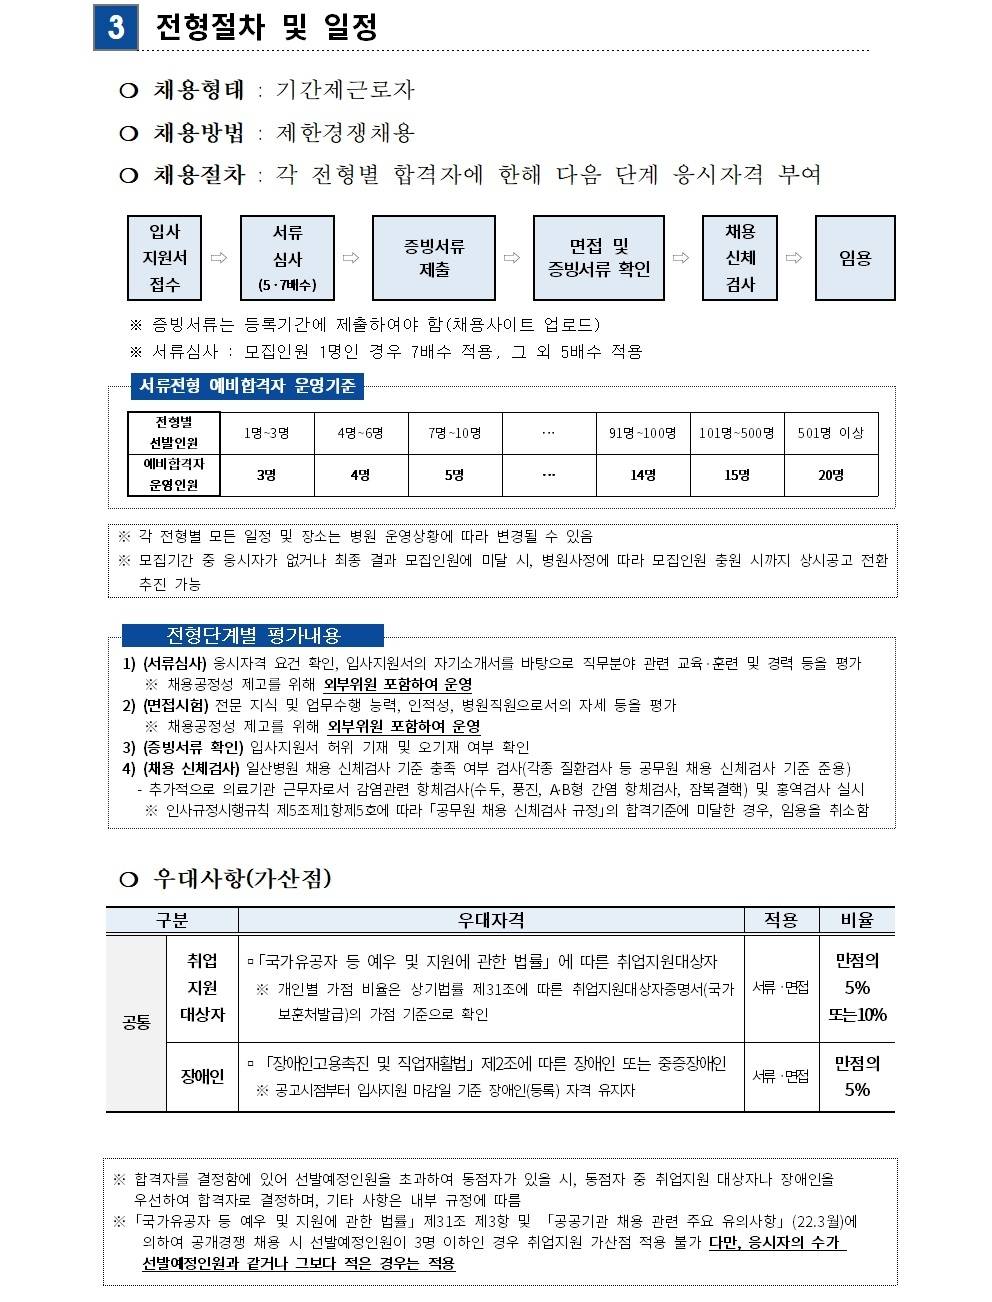 3 전형절차 및 일정
❍ 채용형태 : 기간제근로자
❍ 채용방법 : 제한경쟁채용
❍ 채용절차 : 각 전형별 합격자에 한해 다음 단계 응시자격 부여
입사 지원서 접수 ⇨ 서류 심사 (5·7배수) ⇨ 증빙서류 제출 ⇨ 면접 및 증빙서류 확인 ⇨ 채용 신체 검사 ⇨ 임용
※ 증빙서류는 등록기간에 제출하여야 함(채용사이트 업로드)
※ 서류심사 : 모집인원 1명인 경우 7배수 적용, 그 외 5배수 적용
서류전형 예비합격자 운영기준
전형별 선발인원 1명~3명 4명~6명 7명~10명 ··· 91명~100명 101명~500명 501명 이상
예비합격자 운영인원 3명 4명 5명 ··· 14명 15명 20명
※ 각 전형별 모든 일정 및 장소는 병원 운영상황에 따라 변경될 수 있음
※ 모집기간 중 응시자가 없거나 최종 결과 모집인원에 미달 시, 병원사정에 따라 모집인원 충원 시까지 상시공고 전환
추진 가능
전형단계별 평가내용
1) (서류심사) 응시자격 요건 확인, 입사지원서의 자기소개서를 바탕으로 직무분야 관련 교육·훈련 및 경력 등을 평가
※ 채용공정성 제고를 위해 외부위원 포함하여 운영
2) (면접시험) 전문 지식 및 업무수행 능력, 인적성, 병원직원으로서의 자세 등을 평가
※ 채용공정성 제고를 위해 외부위원 포함하여 운영
3) (증빙서류 확인) 입사지원서 허위 기재 및 오기재 여부 확인
4) (채용 신체검사) 일산병원 채용 신체검사 기준 충족 여부 검사(각종 질환검사 등 공무원 채용 신체검사 기준 준용)
- 추가적으로 의료기관 근무자로서 감염관련 항체검사(수두, 풍진, A·B형 간염 항체검사, 잠복결핵) 및 홍역검사 실시
※ 인사규정시행규칙 제5조제1항제5호에 따라「공무원 채용 신체검사 규정」의 합격기준에 미달한 경우, 임용을 취소함
❍ 우대사항(가산점)
구분 우대자격 적용 비율
공통
취업 지원 대상자
▫「국가유공자 등 예우 및 지원에 관한 법률」에 따른 취업지원대상자
※ 개인별 가점 비율은 상기법률 제31조에 따른 취업지원대상자증명서(국가
보훈처발급)의 가점 기준으로 확인
서류·면접
만점의 5% 또는10%
장애인
▫ 「장애인고용촉진 및 직업재활법」제2조에 따른 장애인 또는 중증장애인
※ 공고시점부터 입사지원 마감일 기준 장애인(등록) 자격 유지자
서류·면접
만점의 5%
※ 합격자를 결정함에 있어 선발예정인원을 초과하여 동점자가 있을 시, 동점자 중 취업지원 대상자나 장애인을
우선하여 합격자로 결정하며, 기타 사항은 내부 규정에 따름
※「국가유공자 등 예우 및 지원에 관한 법률」제31조 제3항 및 「공공기관 채용 관련 주요 유의사항」(22.3월)에
의하여 공개경쟁 채용 시 선발예정인원이 3명 이하인 경우 취업지원 가산점 적용 불가 다만, 응시자의 수가
선발예정인원과 같거나 그보다 적은 경우는 적용